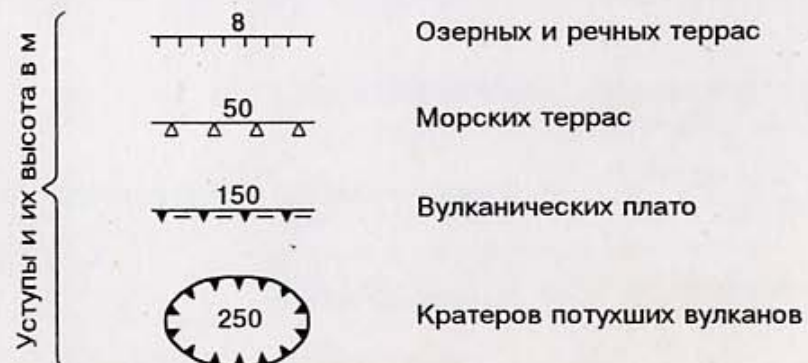 Уступы и их высота в м
8 Озерных и речных террас
50 Морских террас
150 Вулканических плато
250 Кратеров потухших вулканов